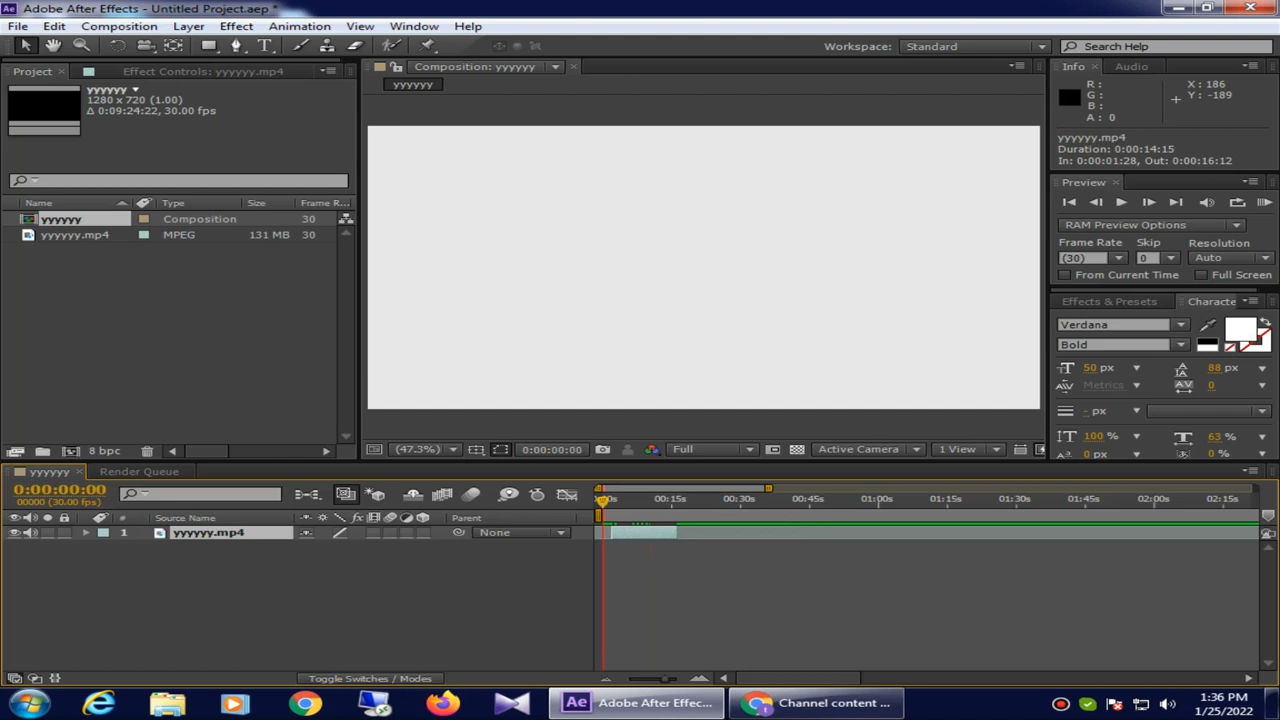 Ae Adobe After Effects - Untitled Project.aep *
File Edit Composition Layer Effect Animation View Window Help
Workspace: Standard Search Help
Project Effect Controls: yyyyyy.mp4
Composition: yyyyyy
Info Audio
yyyyyy
1280 x 720 (1.00)
Δ 0:09:24:22, 30.00 fps
yyyyyy
R :
G :
B :
A : 0
X : 186
Y : -189
yyyyyy.mp4
Duration: 0:00:14:15
In: 0:00:01:28, Out: 0:00:16:12
Preview
Name Type Size Frame R...
yyyyyy Composition 30
yyyyyy.mp4 MPEG 131 MB 30
RAM Preview Options
Frame Rate Skip Resolution
(30) 0 Auto
From Current Time Full Screen
Effects & Presets Characte
Verdana
Bold
50 px 88 px
Metrics 0
- px
100 % 63 %
0 px 0 %
8 bpc
(47.3%) 0:00:00:00 Full Active Camera 1 View
yyyyyy Render Queue
0:00:00:00
00000 (30.00 fps)
0s 00:15s 00:30s 00:45s 01:00s 01:15s 01:30s 01:45s 02:00s 02:15s
# Source Name fx Parent
1 yyyyyy.mp4 None
Toggle Switches / Modes
Ae Adobe After Effec...
Channel content ...
1:36 PM
1/25/2022